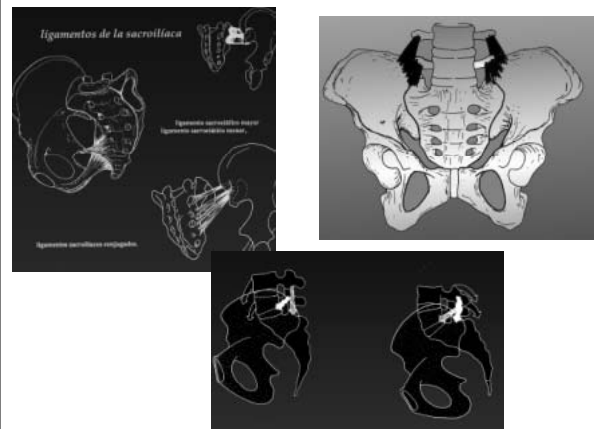 ligamentos de la sacroilíaca
ligamento sacrociático mayor
ligamento sacrociático menor,
ligamentos sacroilíacos conjugados.